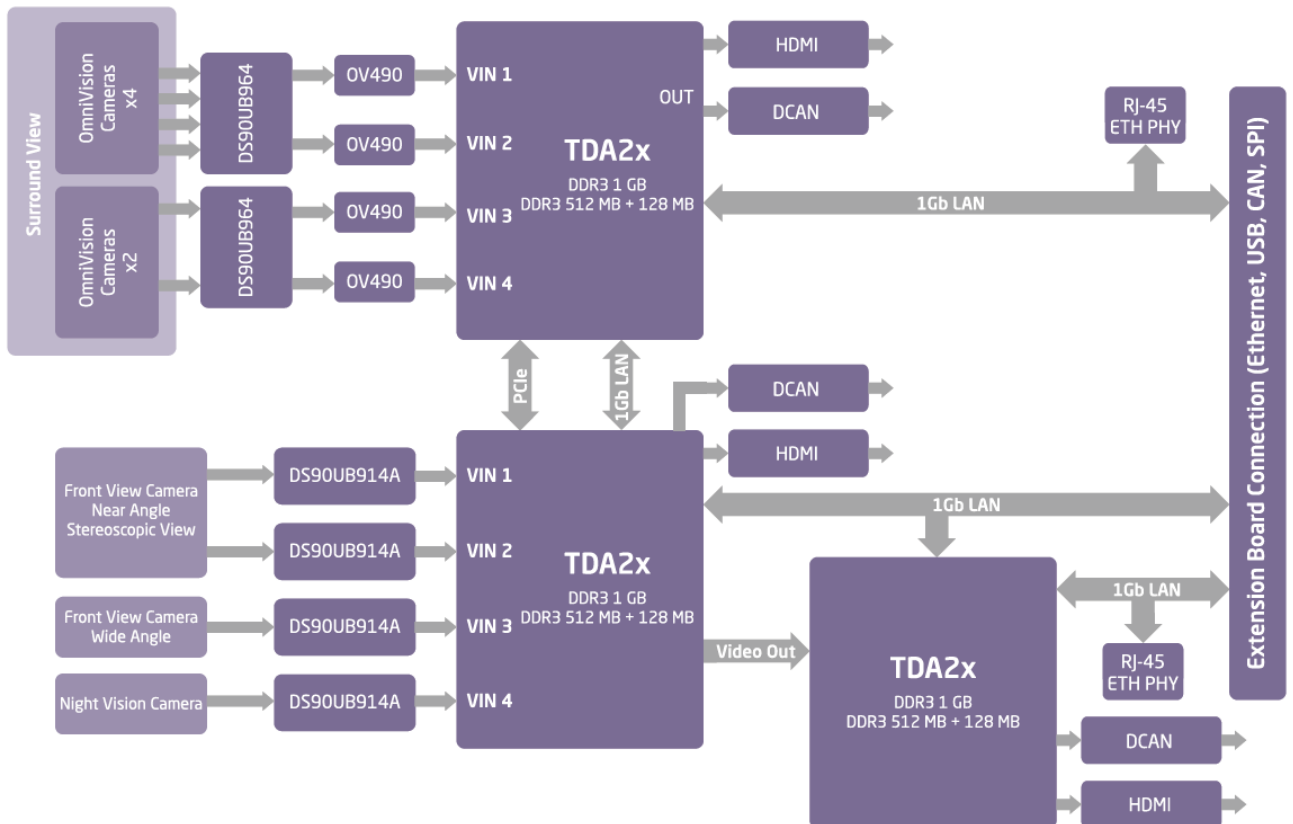 Surround View
OmniVision
Cameras
x4
DS90UB964
OV490
OV490
OmniVision
Cameras
x2
DS90UB964
OV490
OV490
VIN 1
VIN 2
VIN 3
VIN 4
OUT
TDA2x
DDR3 1 GB
DDR3 512 MB + 128 MB
HDMI
DCAN
RJ-45
ETH PHY
1Gb LAN
Extension Board Connection (Ethernet, USB, CAN, SPI)
PCIe
1Gb LAN
DCAN
HDMI
Front View Camera
Near Angle
Stereoscopic View
DS90UB914A
DS90UB914A
Front View Camera
Wide Angle
DS90UB914A
Night Vision Camera
DS90UB914A
VIN 1
VIN 2
VIN 3
VIN 4
TDA2x
DDR3 1 GB
DDR3 512 MB + 128 MB
1Gb LAN
Video Out
TDA2x
DDR3 1 GB
DDR3 512 MB + 128 MB
1Gb LAN
RJ-45
ETH PHY
DCAN
HDMI